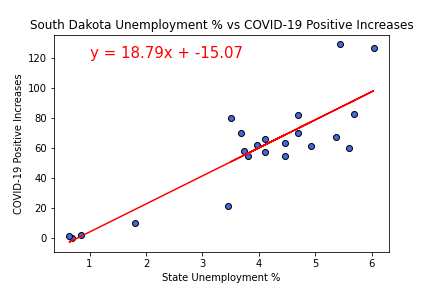 South Dakota Unemployment % vs COVID-19 Positive Increases
y = 18.79x + -15.07
COVID-19 Positive Increases
120
100
80
60
40
20
0
1 2 3 4 5 6
State Unemployment %